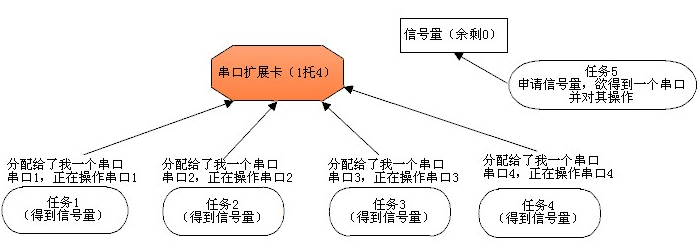 信号量（余剩0）
串口扩展卡（1托4）
任务5
申请信号量，欲得到一个串口
并对其操作
分配给了我一个串口
串口1，正在操作串口1
分配给了我一个串口
串口2，正在操作串口2
分配给了我一个串口
串口3，正在操作串口3
分配给了我一个串口
串口4，正在操作串口4
任务1
（得到信号量）
任务2
（得到信号量）
任务3
（得到信号量）
任务4
（得到信号量）